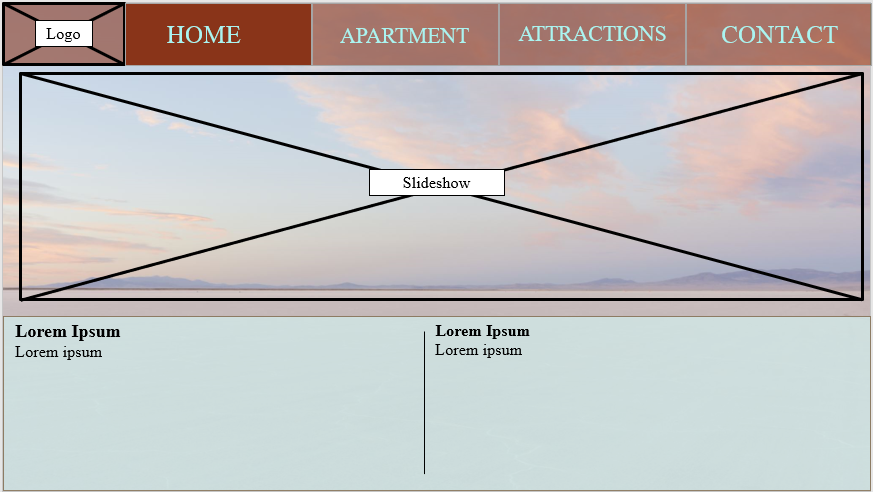 Logo
HOME
APARTMENT
ATTRACTIONS
CONTACT
Slideshow
Lorem Ipsum
Lorem ipsum
Lorem Ipsum
Lorem ipsum